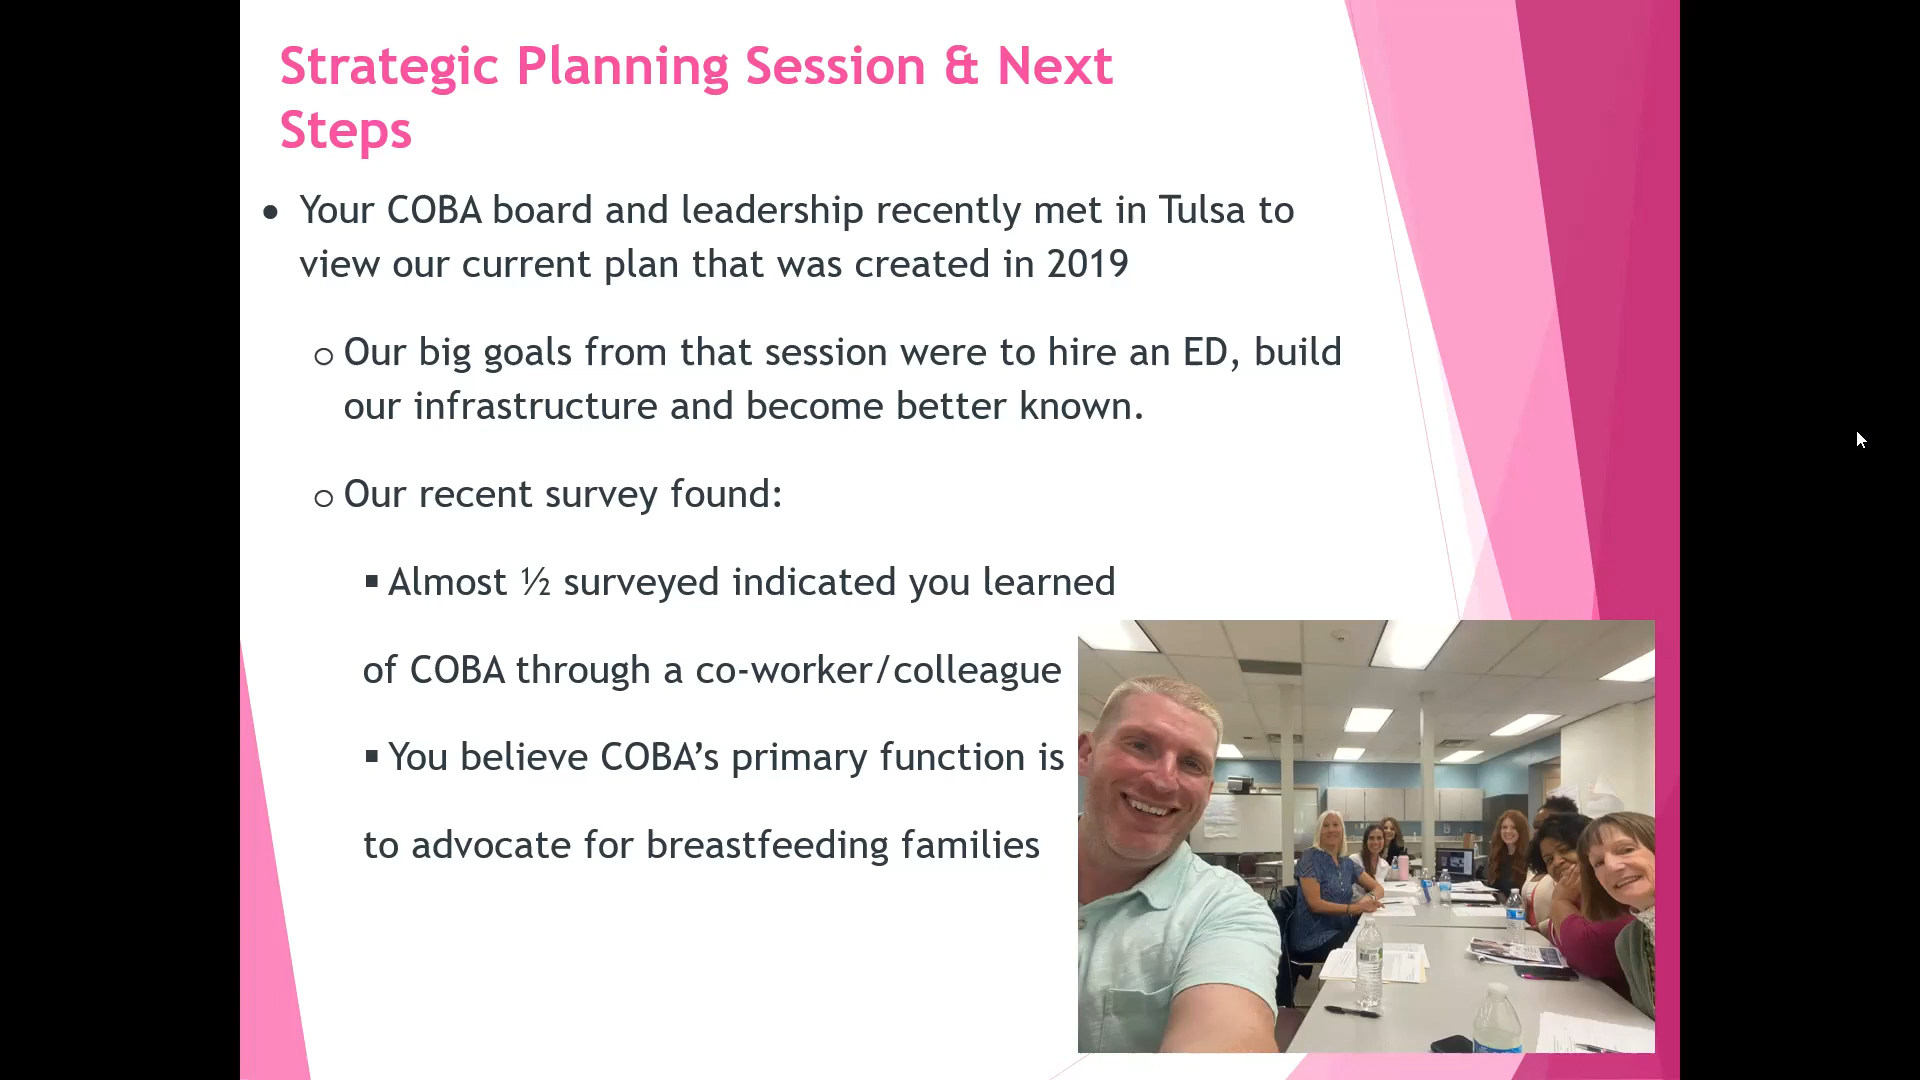 Strategic Planning Session & Next
Steps
• Your COBA board and leadership recently met in Tulsa to
view our current plan that was created in 2019
o Our big goals from that session were to hire an ED, build
our infrastructure and become better known.
o Our recent survey found:
▪ Almost ½ surveyed indicated you learned
of COBA through a co-worker/colleague
▪ You believe COBA’s primary function is
to advocate for breastfeeding families